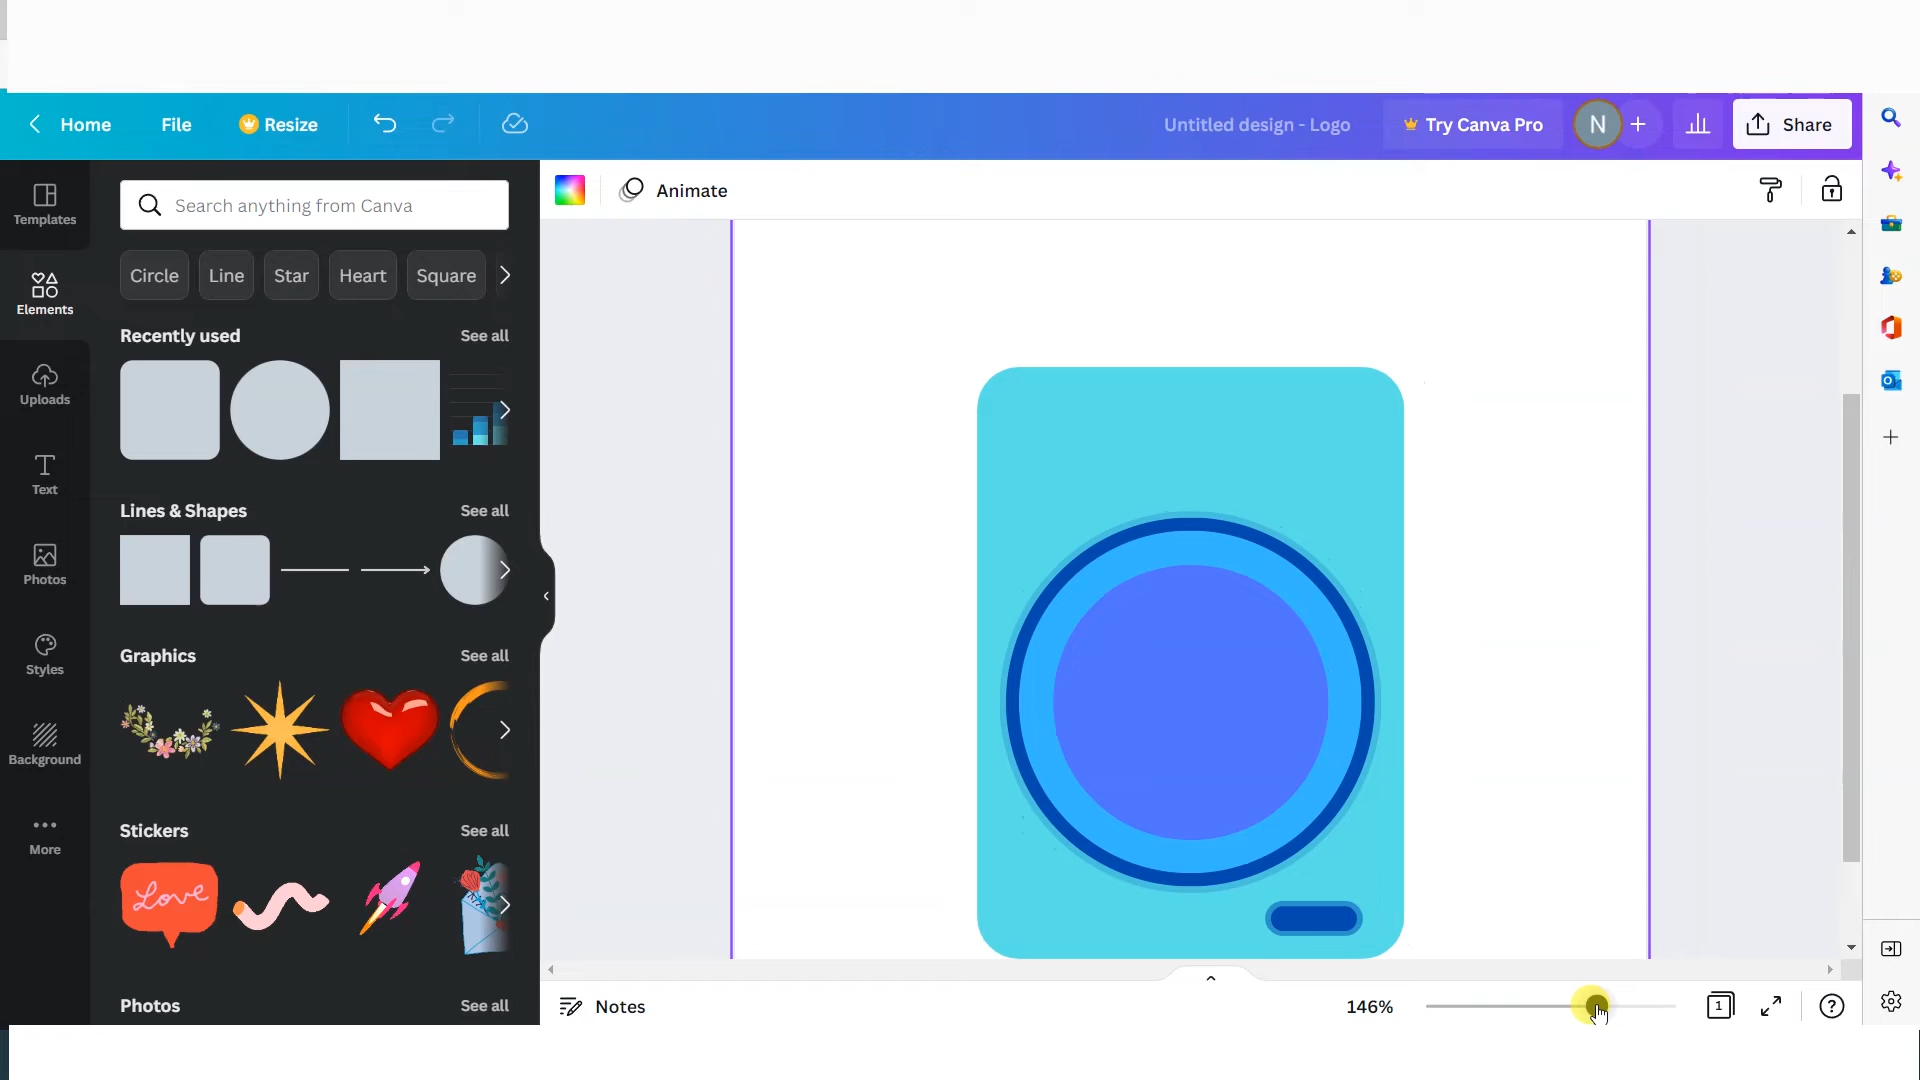 Home File Resize Untitled design - Logo Try Canva Pro N Share
Animate
Templates
Elements
Uploads
Text
Photos
Styles
Background
More
Search anything from Canva
Circle Line Star Heart Square
Recently used See all
Lines & Shapes See all
Graphics See all
Stickers See all
Love
Photos See all
Notes 146% 1